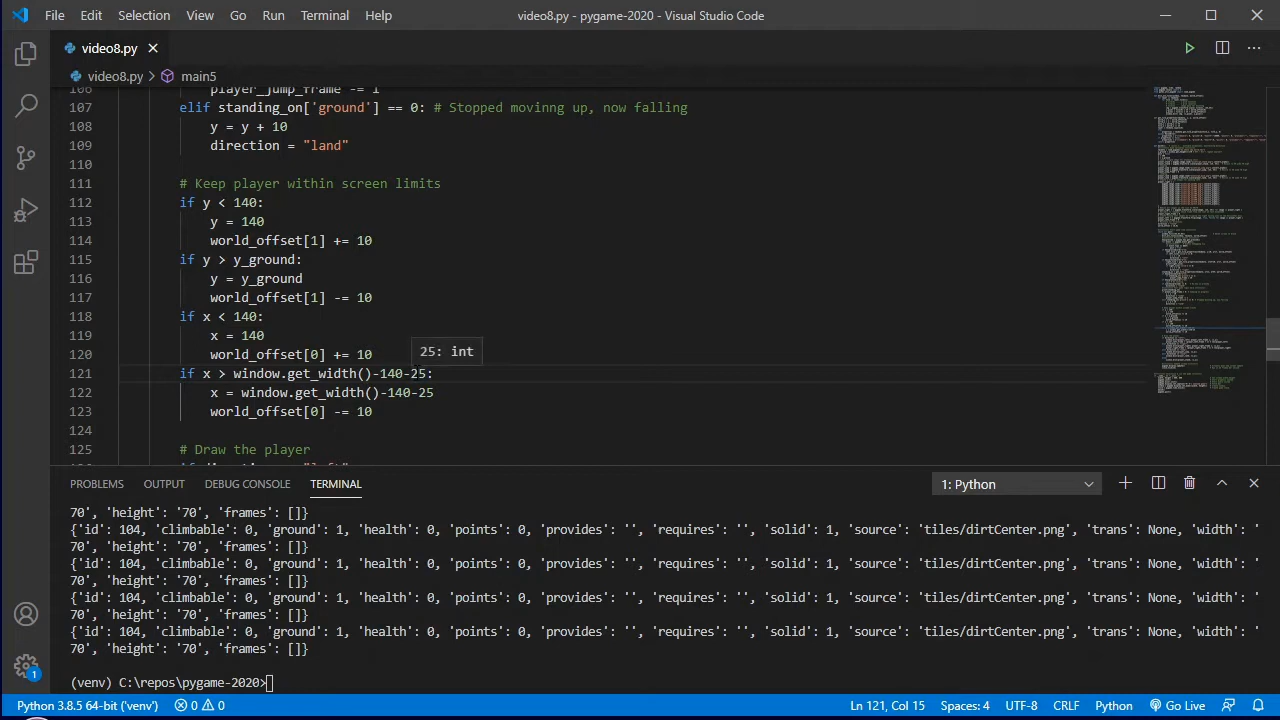 File Edit Selection View Go Run Terminal Help
video8.py - pygame-2020 - Visual Studio Code
video8.py
video8.py > main5
106 player_jump_frame -= 1
107 elif standing_on['ground'] == 0: # Stopped movinng up, now falling
108 y = y + 10
109 direction = "land"
110
111 # Keep player within screen limits
112 if y < 140:
113 y = 140
114 world_offset[1] += 10
115 if y > y_ground:
116 y = y_ground
117 world_offset[1] -= 10
118 if x < 140:
119 x = 140
120 world_offset[0] += 10
25: int
121 if x > window.get_width()-140-25:
122 x = window.get_width()-140-25
123 world_offset[0] -= 10
124
125 # Draw the player
PROBLEMS OUTPUT DEBUG CONSOLE TERMINAL
1: Python
70', 'height': '70', 'frames': []}
{'id': 104, 'climbable': 0, 'ground': 1, 'health': 0, 'points': 0, 'provides': '', 'requires': '', 'solid': 1, 'source': 'tiles/dirtCenter.png', 'trans': None, 'width': '
70', 'height': '70', 'frames': []}
{'id': 104, 'climbable': 0, 'ground': 1, 'health': 0, 'points': 0, 'provides': '', 'requires': '', 'solid': 1, 'source': 'tiles/dirtCenter.png', 'trans': None, 'width': '
70', 'height': '70', 'frames': []}
{'id': 104, 'climbable': 0, 'ground': 1, 'health': 0, 'points': 0, 'provides': '', 'requires': '', 'solid': 1, 'source': 'tiles/dirtCenter.png', 'trans': None, 'width': '
70', 'height': '70', 'frames': []}
{'id': 104, 'climbable': 0, 'ground': 1, 'health': 0, 'points': 0, 'provides': '', 'requires': '', 'solid': 1, 'source': 'tiles/dirtCenter.png', 'trans': None, 'width': '
70', 'height': '70', 'frames': []}
(venv) C:\repos\pygame-2020>
1
Python 3.8.5 64-bit ('venv') 0 0 Ln 121, Col 15 Spaces: 4 UTF-8 CRLF Python Go Live